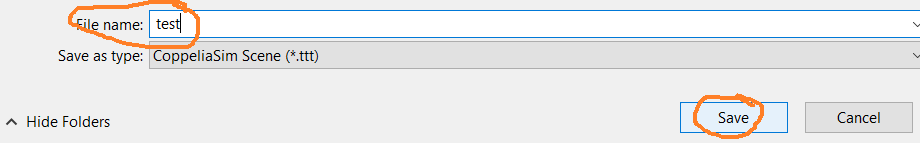 File name: test
Save as type: CoppeliaSim Scene (*.ttt)
Hide Folders Save Cancel